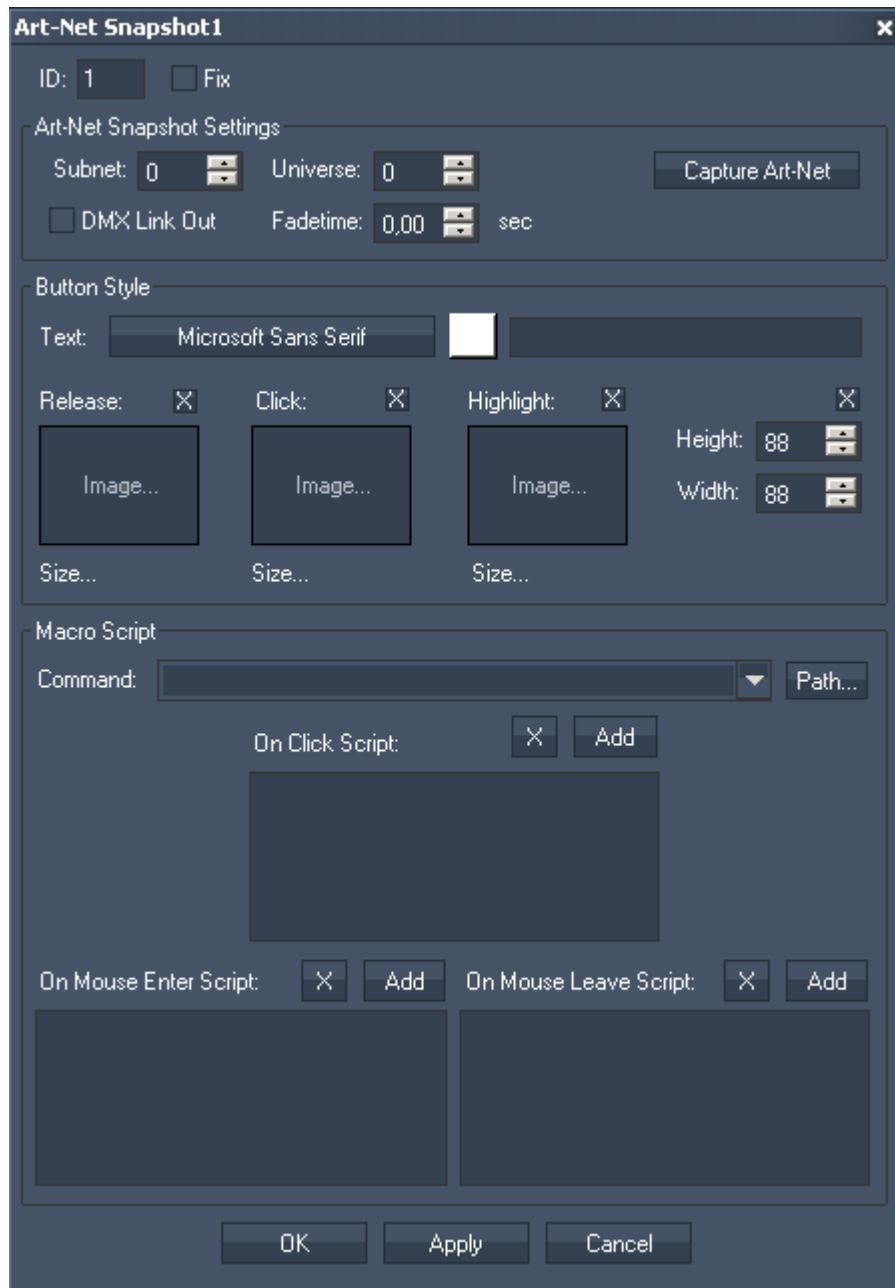 Art-Net Snapshot1
ID: 1 Fix
Art-Net Snapshot Settings
Subnet: 0 Universe: 0 Capture Art-Net
DMX Link Out Fadetime: 0,00 sec
Button Style
Text: Microsoft Sans Serif
Release: X Click: X Highlight: X X
Height: 88
Image... Image... Image...
Width: 88
Size... Size... Size...
Macro Script
Command: Path...
On Click Script: X Add
On Mouse Enter Script: X Add On Mouse Leave Script: X Add
OK Apply Cancel